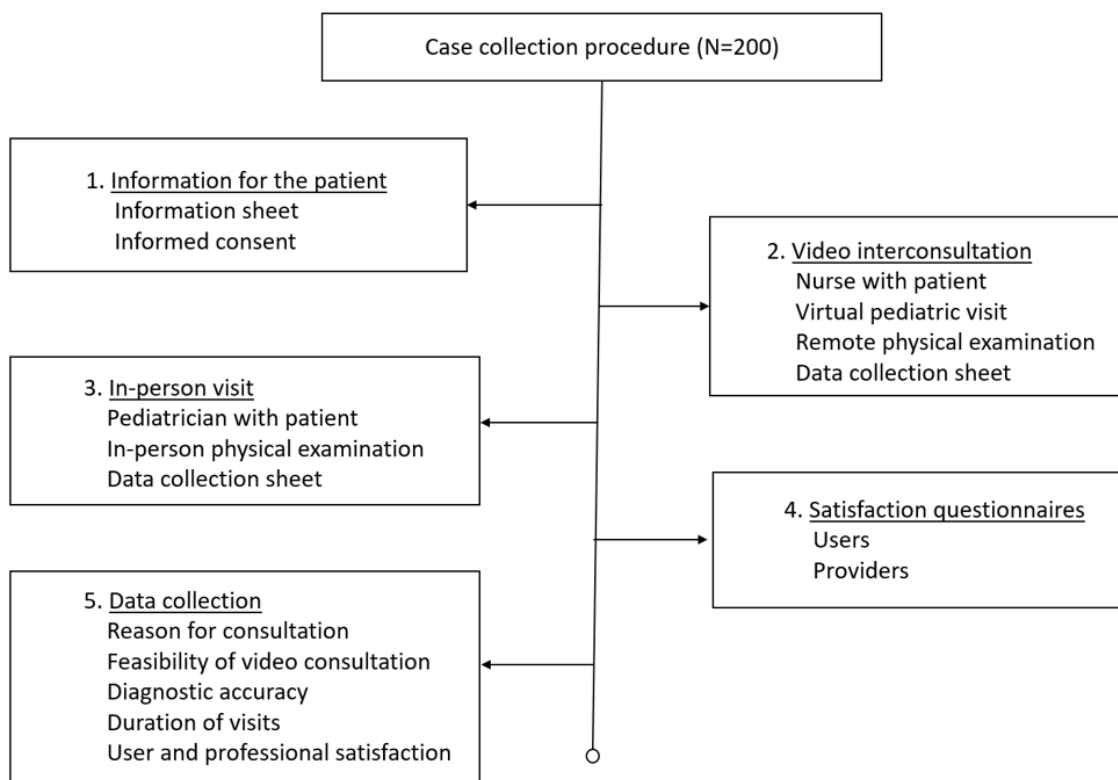 Case collection procedure (N=200)
1. Information for the patient
Information sheet
Informed consent
2. Video interconsultation
Nurse with patient
Virtual pediatric visit
Remote physical examination
Data collection sheet
3. In-person visit
Pediatrician with patient
In-person physical examination
Data collection sheet
4. Satisfaction questionnaires
Users
Providers
5. Data collection
Reason for consultation
Feasibility of video consultation
Diagnostic accuracy
Duration of visits
User and professional satisfaction